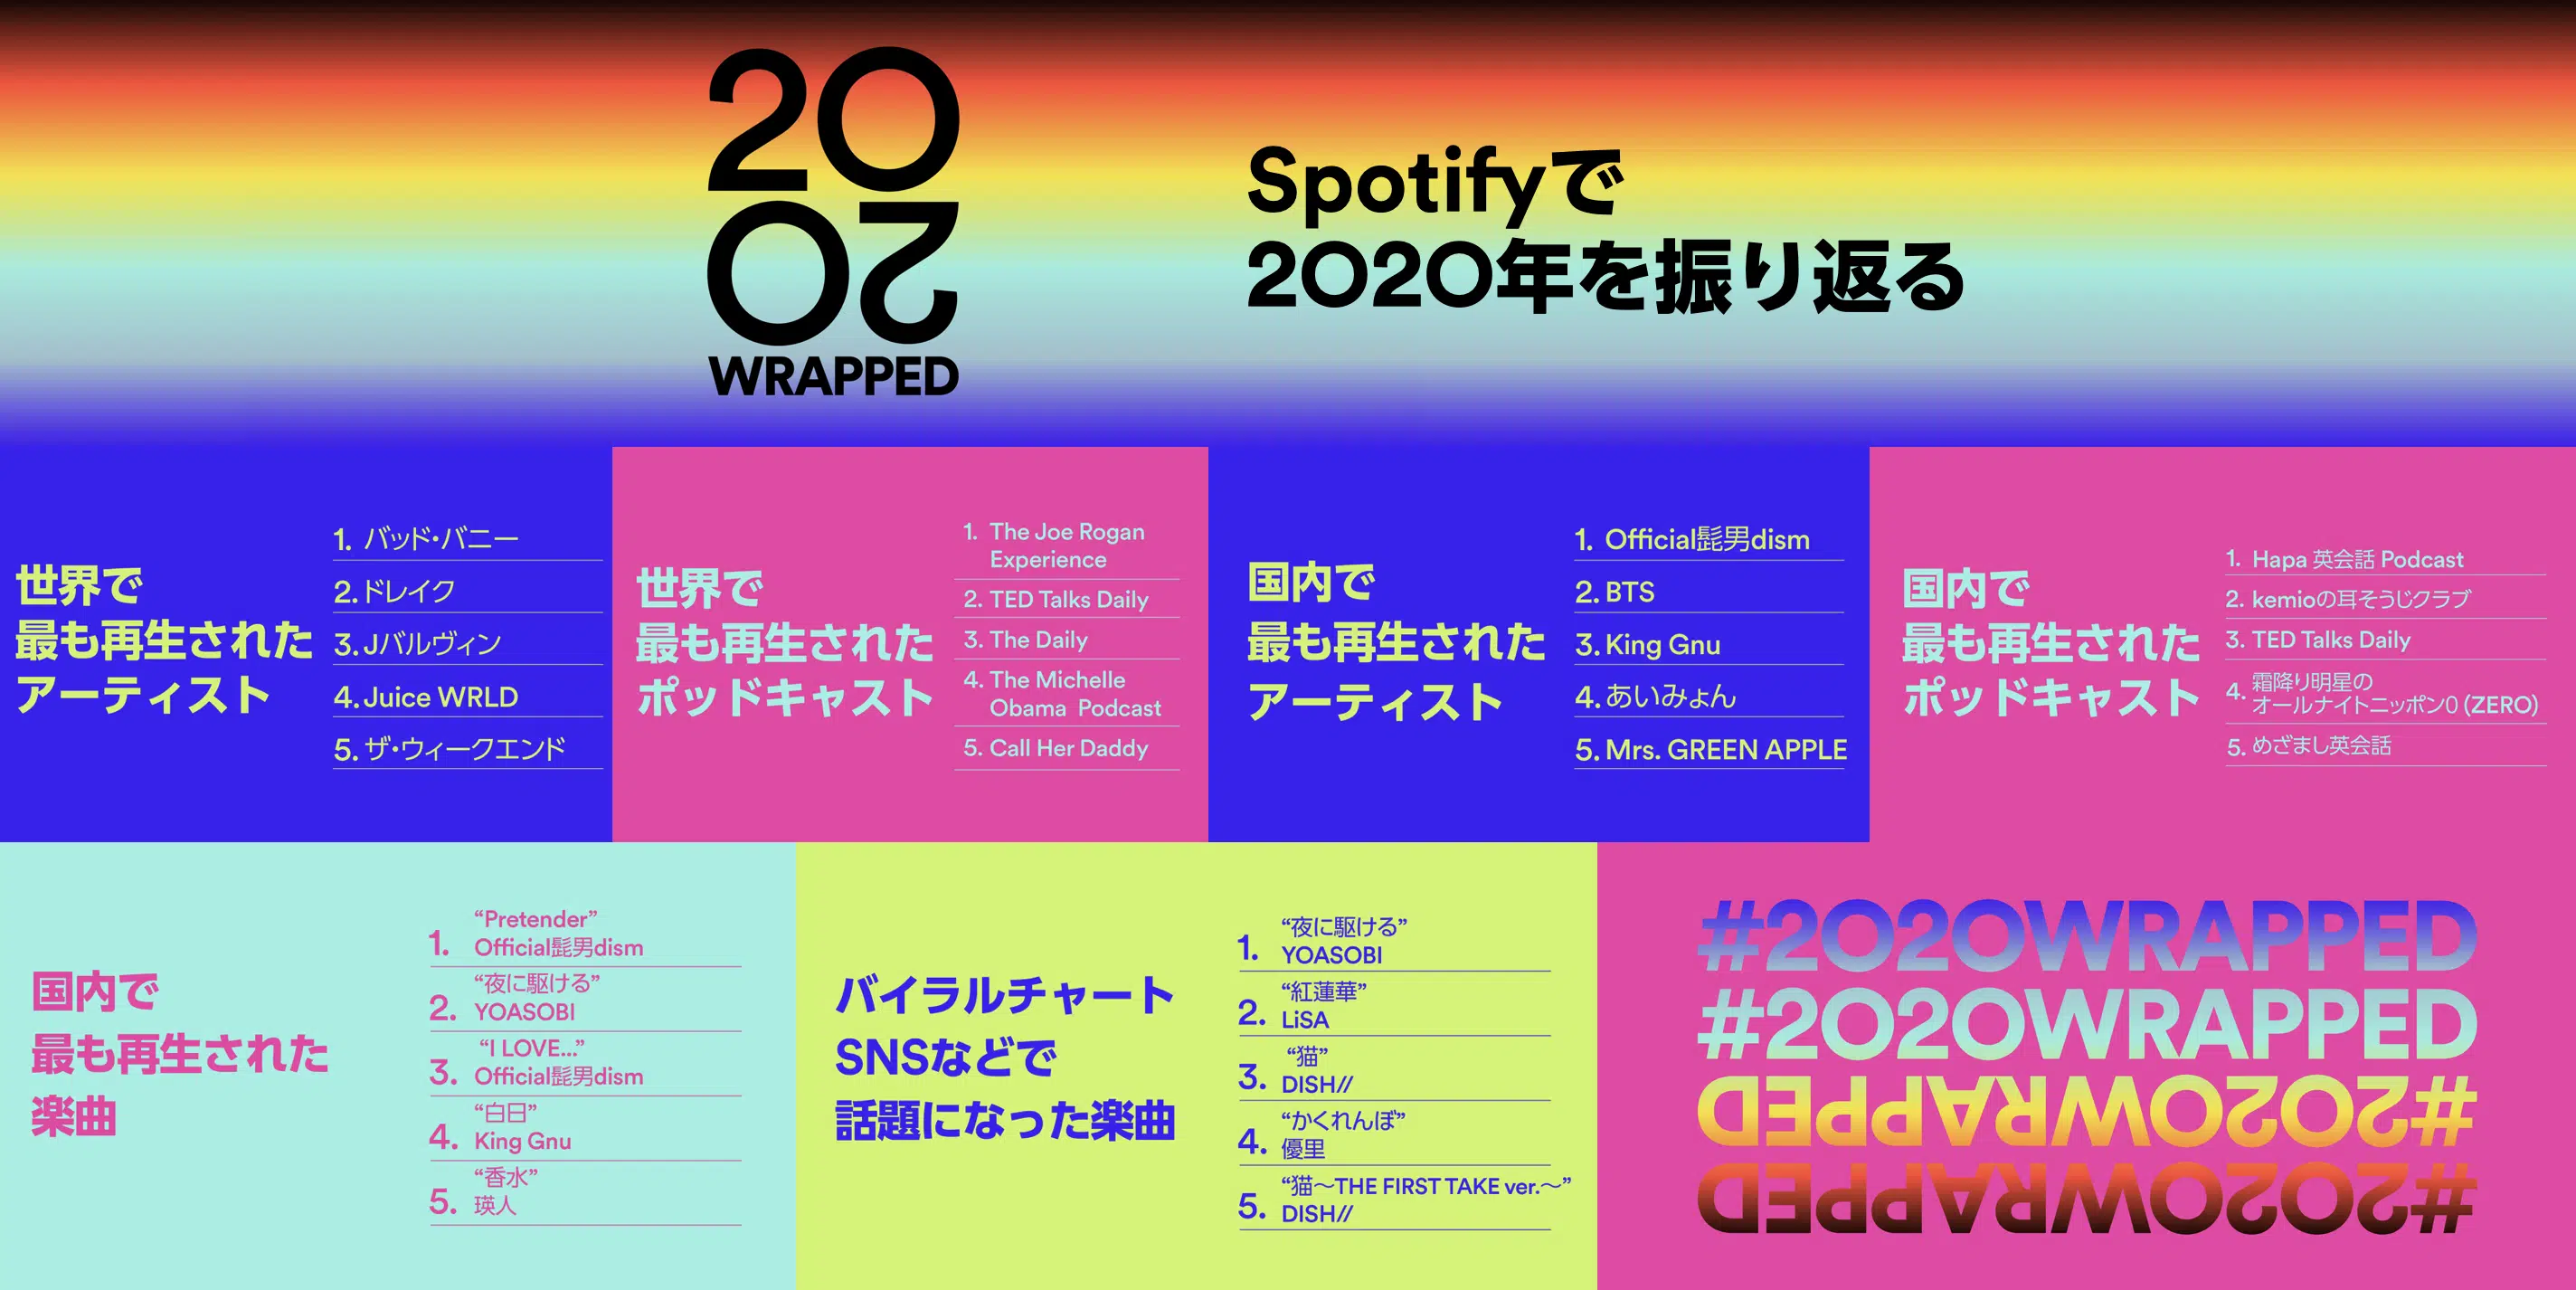 20
20
WRAPPED
Spotifyで
2020年を振り返る
世界で
最も再生された
アーティスト
1. バッド・バニー
2. ドレイク
3. Jバルヴィン
4. Juice WRLD
5. ザ・ウィークエンド
世界で
最も再生された
ポッドキャスト
1. The Joe Rogan
Experience
2. TED Talks Daily
3. The Daily
4. The Michelle
Obama Podcast
5. Call Her Daddy
国内で
最も再生された
アーティスト
1. Official髭男dism
2. BTS
3. King Gnu
4. あいみょん
5. Mrs. GREEN APPLE
国内で
最も再生された
ポッドキャスト
1. Hapa 英会話 Podcast
2. kemioの耳そうじクラブ
3. TED Talks Daily
4. 霜降り明星の
オールナイトニッポン0 (ZERO)
5. めざまし英会話
国内で
最も再生された
楽曲
1. “Pretender”
Official髭男dism
2. “夜に駆ける”
YOASOBI
3. “I LOVE...”
Official髭男dism
4. “白日”
King Gnu
5. “香水”
瑛人
バイラルチャート
SNSなどで
話題になった楽曲
1. “夜に駆ける”
YOASOBI
2. “紅蓮華”
LiSA
3. “猫”
DISH//
4. “かくれんぼ”
優里
5. “猫～THE FIRST TAKE ver.～”
DISH//
#2020WRAPPED
#2020WRAPPED
#2020WRAPPED
#2020WRAPPED